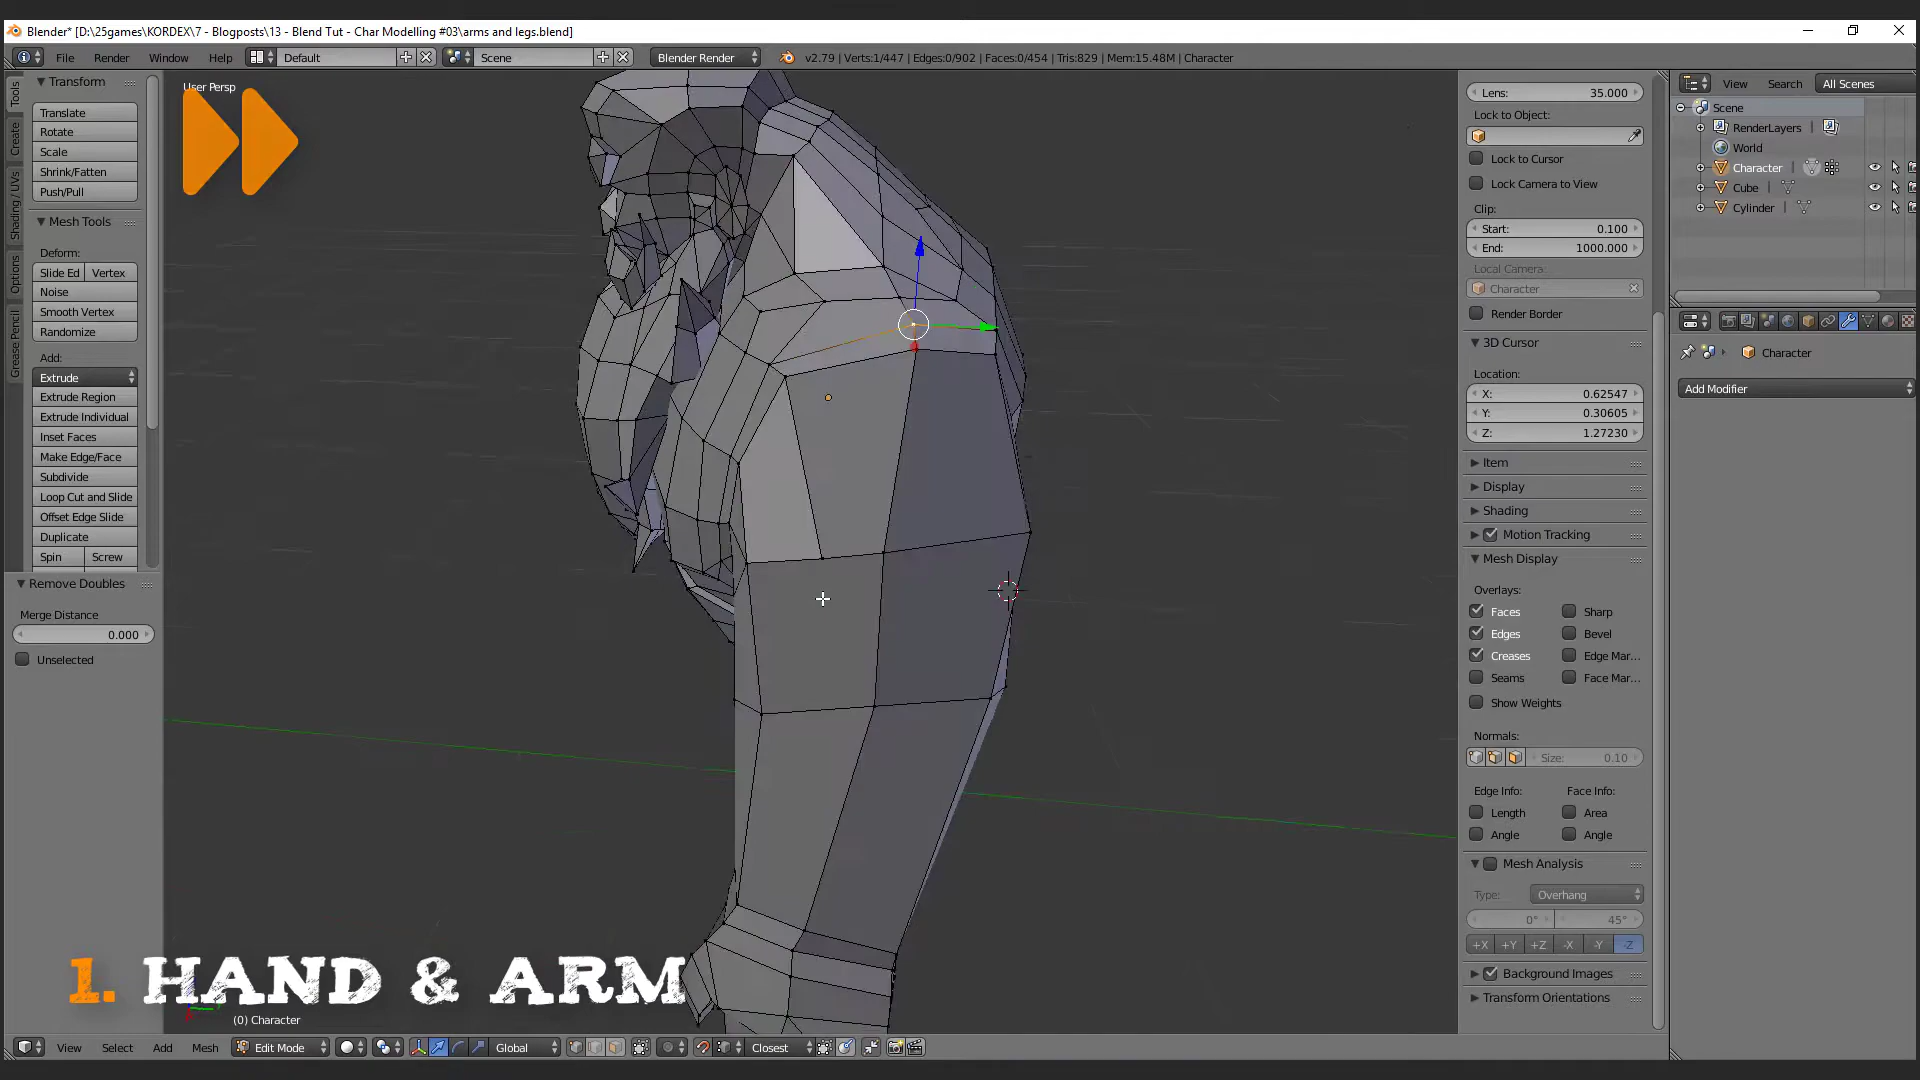 Blender* [D:\25games\KORDEX\7 - Blogposts\13 - Blend Tut - Char Modelling #03\arms and legs.blend]
File Render Window Help Default Scene Blender Render v2.79 | Verts:1/447 | Edges:0/902 | Faces:0/454 | Tris:829 | Mem:15.48M | Character
Tools
Create
Shading / UVs
Options
Grease Pencil
Transform
Translate
Rotate
Scale
Shrink/Fatten
Push/Pull
Mesh Tools
Deform:
Slide Ed Vertex
Noise
Smooth Vertex
Randomize
Add:
Extrude
Extrude Region
Extrude Individual
Inset Faces
Make Edge/Face
Subdivide
Loop Cut and Slide
Offset Edge Slide
Duplicate
Spin Screw
Remove Doubles
Merge Distance
0.000
Unselected
User Persp
1. HAND & ARM
(0) Character
View Select Add Mesh Edit Mode Global Closest
Lens: 35.000
Lock to Object:
Lock to Cursor
Lock Camera to View
Clip:
Start: 0.100
End: 1000.000
Local Camera:
Character
Render Border
3D Cursor
Location:
X: 0.62547
Y: 0.30605
Z: 1.27230
Item
Display
Shading
Motion Tracking
Mesh Display
Overlays:
Faces Sharp
Edges Bevel
Creases Edge Mar...
Seams Face Mar...
Show Weights
Normals:
Size: 0.10
Edge Info: Face Info:
Length Area
Angle Angle
Mesh Analysis
Type: Overhang
0° 45°
+X +Y +Z -X -Y -Z
Background Images
Transform Orientations
View Search All Scenes
Scene
RenderLayers
World
Character
Cube
Cylinder
Character
Add Modifier